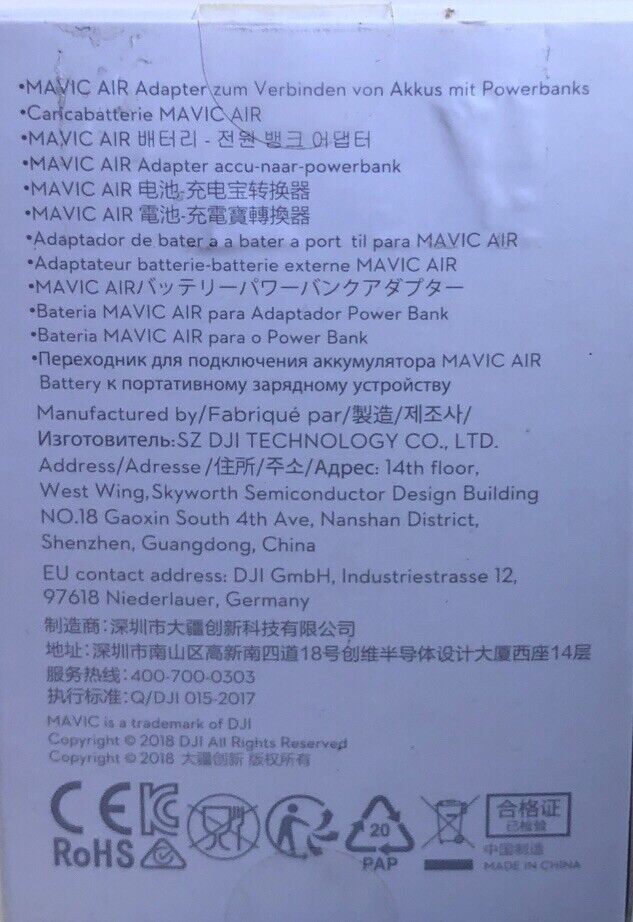 •MAVIC AIR Adapter zum Verbinden von Akkus mit Powerbanks
•Caricabatterie MAVIC AIR
•MAVIC AIR 배터리 - 전원 뱅크 어댑터
•MAVIC AIR Adapter accu-naar-powerbank
•MAVIC AIR 电池-充电宝转换器
•MAVIC AIR 電池-充電寶轉換器
•Adaptador de bater a a bater a port til para MAVIC AIR
•Adaptateur batterie-batterie externe MAVIC AIR
•MAVIC AIRバッテリーパワーバンクアダプター
•Bateria MAVIC AIR para Adaptador Power Bank
•Bateria MAVIC AIR para o Power Bank
•Переходник для подключения аккумулятора MAVIC AIR
Battery к портативному зарядному устройству
Manufactured by/Fabriqué par/製造/제조사/
Изготовитель:SZ DJI TECHNOLOGY CO., LTD.
Address/Adresse/住所/주소/Адрес: 14th floor,
West Wing,Skyworth Semiconductor Design Building
NO.18 Gaoxin South 4th Ave, Nanshan District,
Shenzhen, Guangdong, China
EU contact address: DJI GmbH, Industriestrasse 12,
97618 Niederlauer, Germany
制造商:深圳市大疆创新科技有限公司
地址:深圳市南山区高新南四道18号创维半导体设计大厦西座14层
服务热线:400-700-0303
执行标准:Q/DJI 015-2017
MAVIC is a trademark of DJI
Copyright © 2018 DJI All Rights Reserved
Copyright © 2018 大疆创新 版权所有
CE
RoHS
20
PAP
合格证
已检验
中国制造
MADE IN CHINA